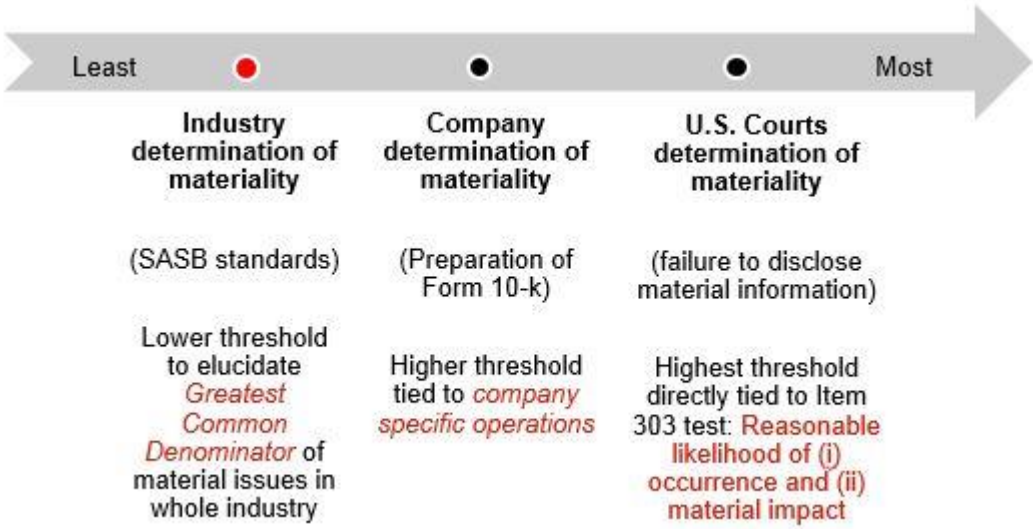 Least
Most
Industry
determination of
materiality
(SASB standards)
Lower threshold
to elucidate
Greatest
Common
Denominator of
material issues in
whole industry
Company
determination of
materiality
(Preparation of
Form 10-k)
Higher threshold
tied to company
specific operations
U.S. Courts
determination of
materiality
(failure to disclose
material information)
Highest threshold
directly tied to Item
303 test: Reasonable
likelihood of (i)
occurrence and (ii)
material impact